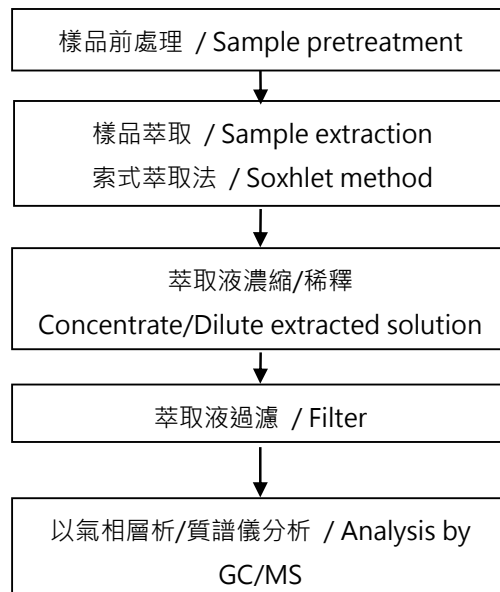 樣品前處理 / Sample pretreatment
樣品萃取 / Sample extraction
索式萃取法 / Soxhlet method
萃取液濃縮/稀釋
Concentrate/Dilute extracted solution
萃取液過濾 / Filter
以氣相層析/質譜儀分析 / Analysis by
GC/MS